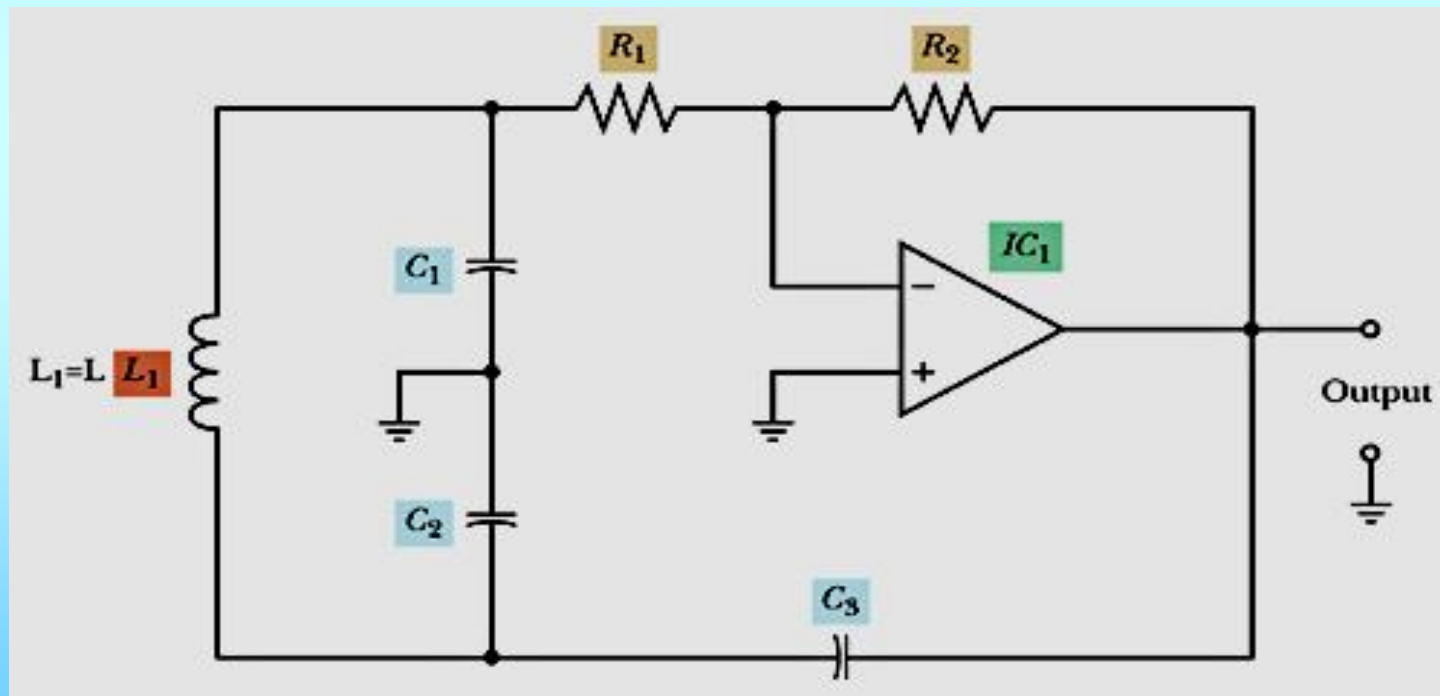 R₁
R₂
C₁
IC₁
−
+
L₁=L L₁
Output
C₂
C₃